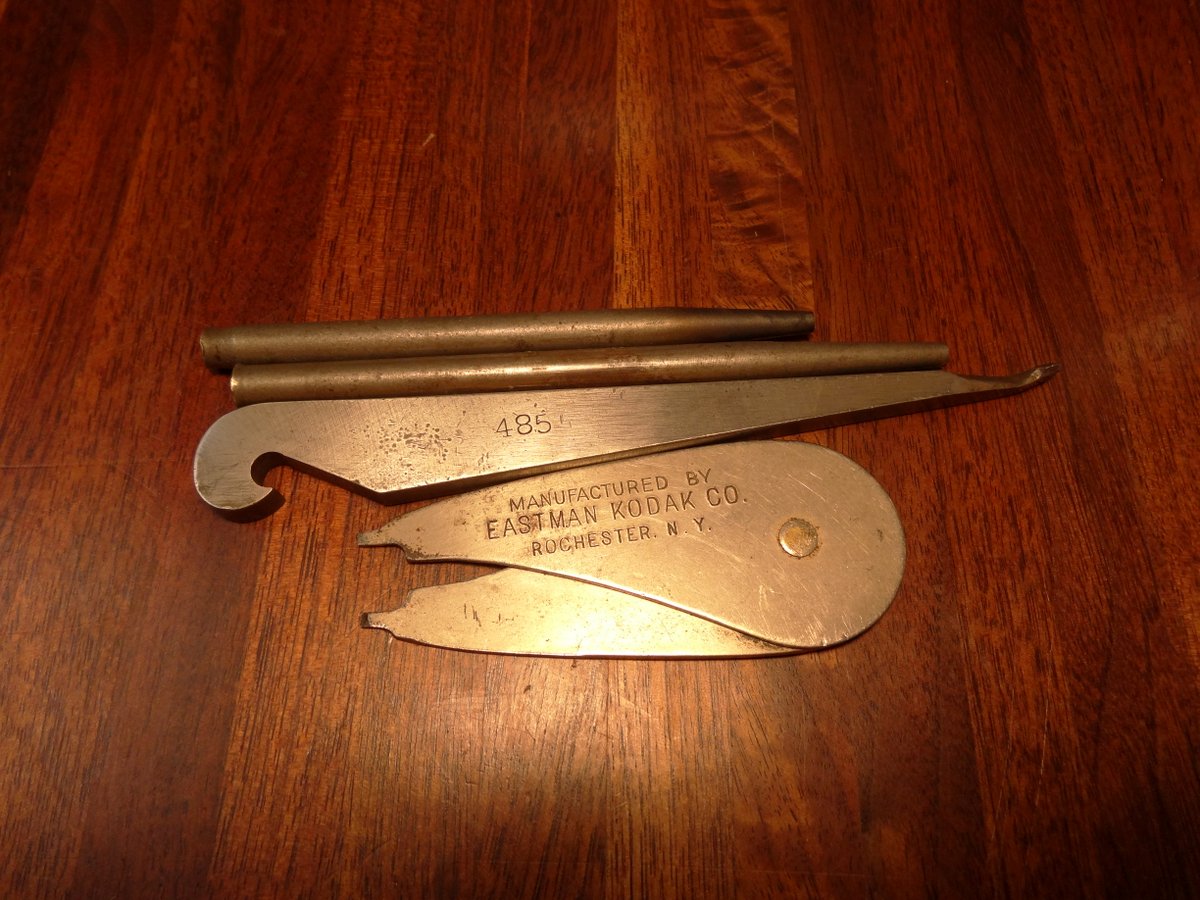 485
MANUFACTURED BY
EASTMAN KODAK CO.
ROCHESTER. N. Y.